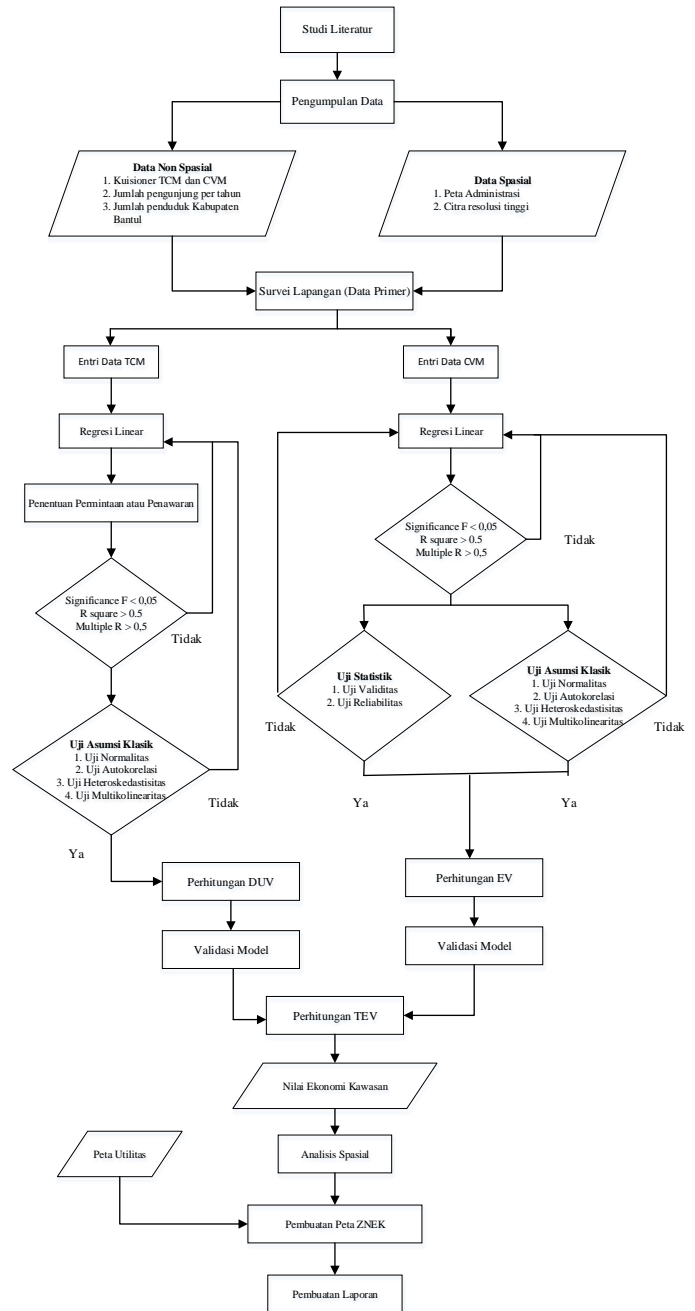 Studi Literatur
Pengumpulan Data
Data Non Spasial
1. Kuisioner TCM dan CVM
2. Jumlah pengunjung per tahun
3. Jumlah penduduk Kabupaten
Bantul
Data Spasial
1. Peta Administrasi
2. Citra resolusi tinggi
Survei Lapangan (Data Primer)
Entri Data TCM
Entri Data CVM
Regresi Linear
Regresi Linear
Penentuan Permintaan atau Penawaran
Significance F < 0,05
R square > 0.5
Multiple R > 0,5
Tidak
Significance F < 0,05
R square > 0.5
Multiple R > 0,5
Tidak
Uji Statistik
1. Uji Validitas
2. Uji Reliabilitas
Tidak
Ya
Uji Asumsi Klasik
1. Uji Normalitas
2. Uji Autokorelasi
3. Uji Heteroskedastisitas
4. Uji Multikolinearitas
Tidak
Ya
Uji Asumsi Klasik
1. Uji Normalitas
2. Uji Autokorelasi
3. Uji Heteroskedastisitas
4. Uji Multikolinearitas
Tidak
Ya
Perhitungan DUV
Perhitungan EV
Validasi Model
Validasi Model
Perhitungan TEV
Nilai Ekonomi Kawasan
Peta Utilitas
Analisis Spasial
Pembuatan Peta ZNEK
Pembuatan Laporan